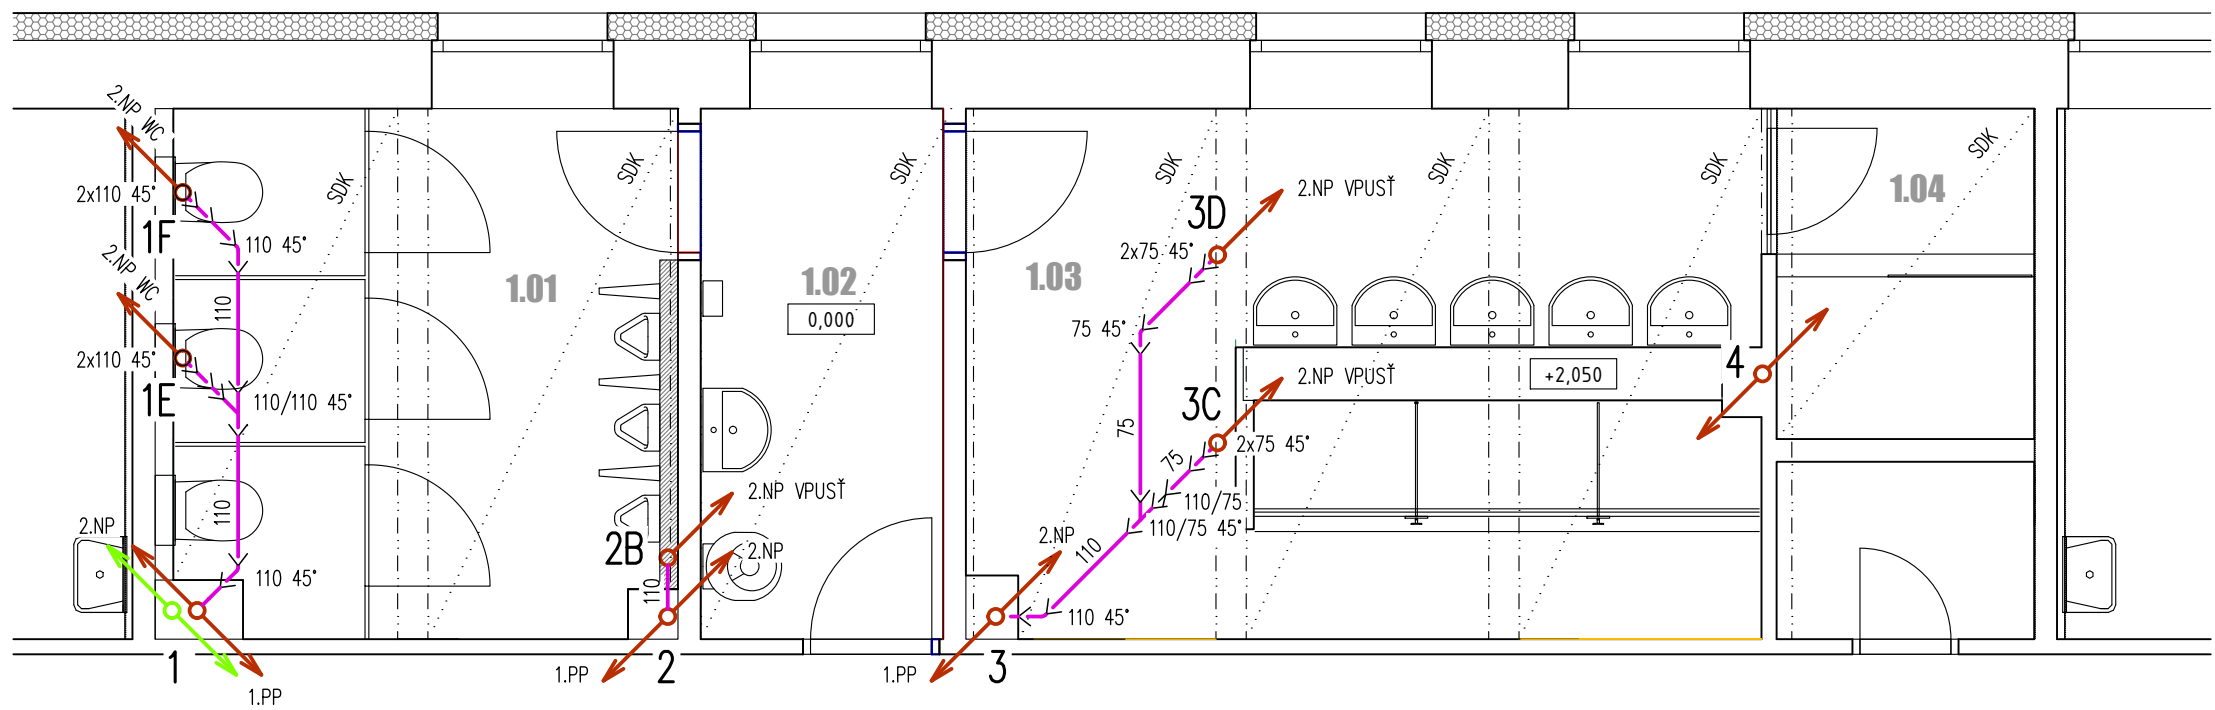 2.NP WC
2x110 45°
1F
110 45°
2.NP WC
110
2x110 45°
1E
110/110 45°
110
2.NP
110 45°
1
1.PP
SDK
1.01
SDK
2B
110
2.NP VPUSŤ
2.NP
1.PP
2
SDK
1.02
0,000
1.03
SDK
3D
2.NP VPUSŤ
2x75 45°
75 45°
75
2.NP VPUSŤ
3C
2x75 45°
75
110/75
110/75 45°
2.NP
110
110 45°
1.PP
3
SDK
SDK
+2,050
4
SDK
1.04